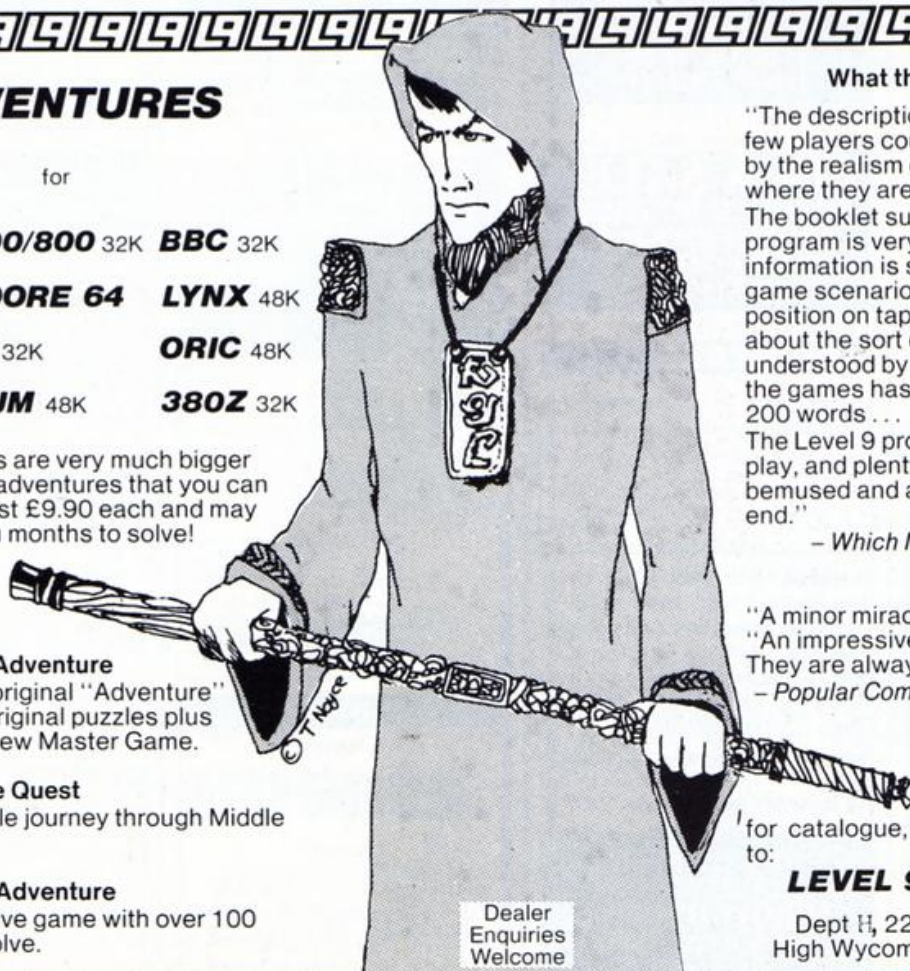 VENTURES
for
00/800 32K BBC 32K
ORE 64 LYNX 48K
32K ORIC 48K
UM 48K 380Z 32K
s are very much bigger
adventures that you can
st £9.90 each and may
months to solve!
Adventure
original "Adventure"
riginal puzzles plus
ew Master Game.
e Quest
le journey through Middle
Adventure
ve game with over 100
olve.
© T Noyce
Dealer
Enquiries
Welcome
What th
"The descriptio
few players co
by the realism
where they are
The booklet su
program is very
information is s
game scenario
position on tap
about the sort
understood by
the games has
200 words ...
The Level 9 pro
play, and plent
bemused and a
end."
– Which M
"A minor mirac
"An impressive
They are alway
– Popular Com
for catalogue,
to:
LEVEL 9
Dept H, 22
High Wycom